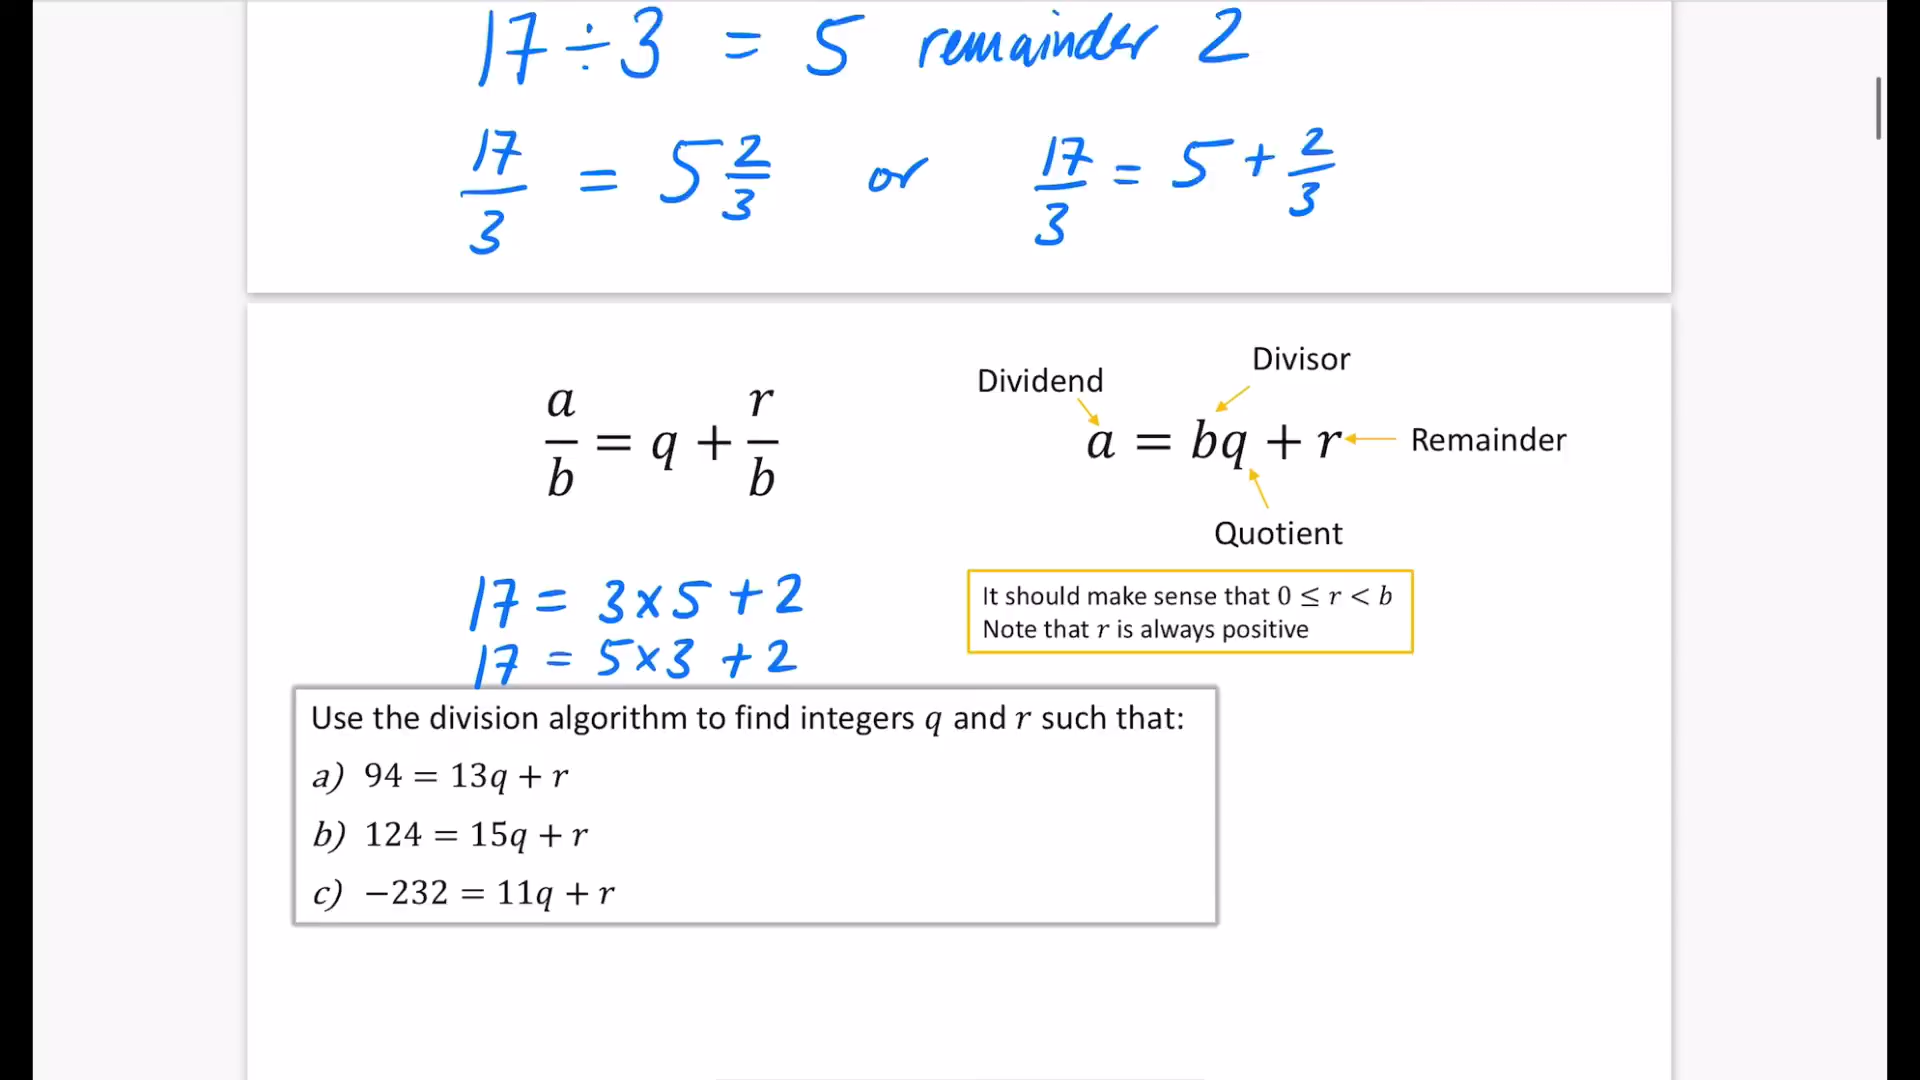 17 ÷ 3 = 5 remainder 2
17/3 = 5 2/3 or 17/3 = 5 + 2/3
Divisor
Dividend
a/b = q + r/b
a = bq + r
Remainder
Quotient
17 = 3 x 5 + 2
17 = 5 x 3 + 2
It should make sense that 0 ≤ r < b
Note that r is always positive
Use the division algorithm to find integers q and r such that:
a) 94 = 13q + r
b) 124 = 15q + r
c) −232 = 11q + r